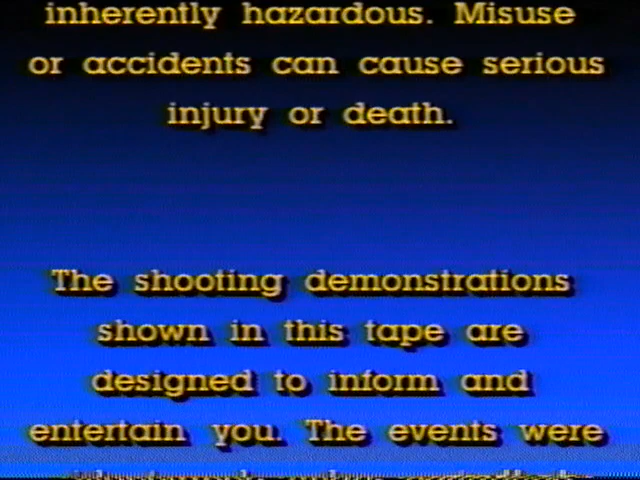 inherently hazardous. Misuse
or accidents can cause serious
injury or death.
The shooting demonstrations
shown in this tape are
designed to inform and
entertain you. The events were